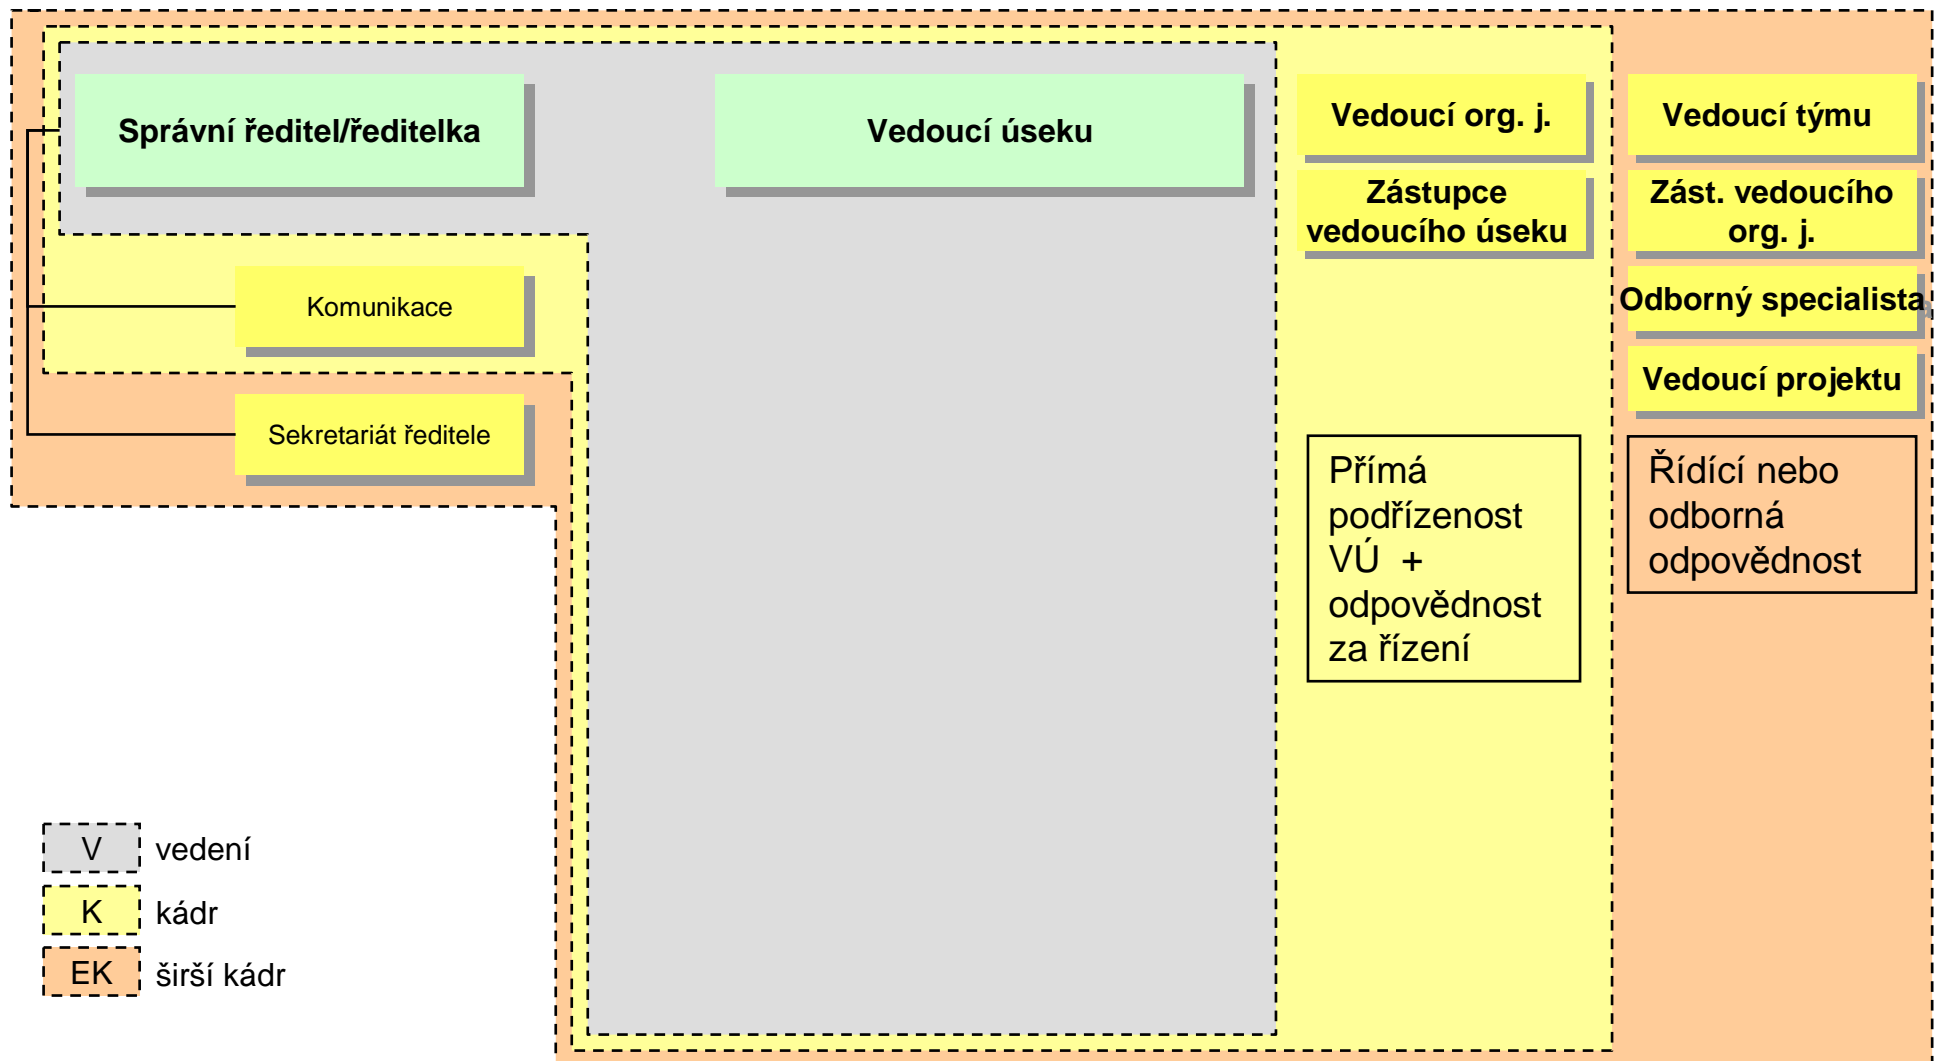 Správní ředitel/ředitelka
Vedoucí úseku
Vedoucí org. j.
Vedoucí týmu
Zástupce
vedoucího úseku
Zást. vedoucího
org. j.
Komunikace
Odborný specialista
Vedoucí projektu
Sekretariát ředitele
Přímá
podřízenost
VÚ +
odpovědnost
za řízení
Řídící nebo
odborná
odpovědnost
V vedení
K kádr
EK širší kádr